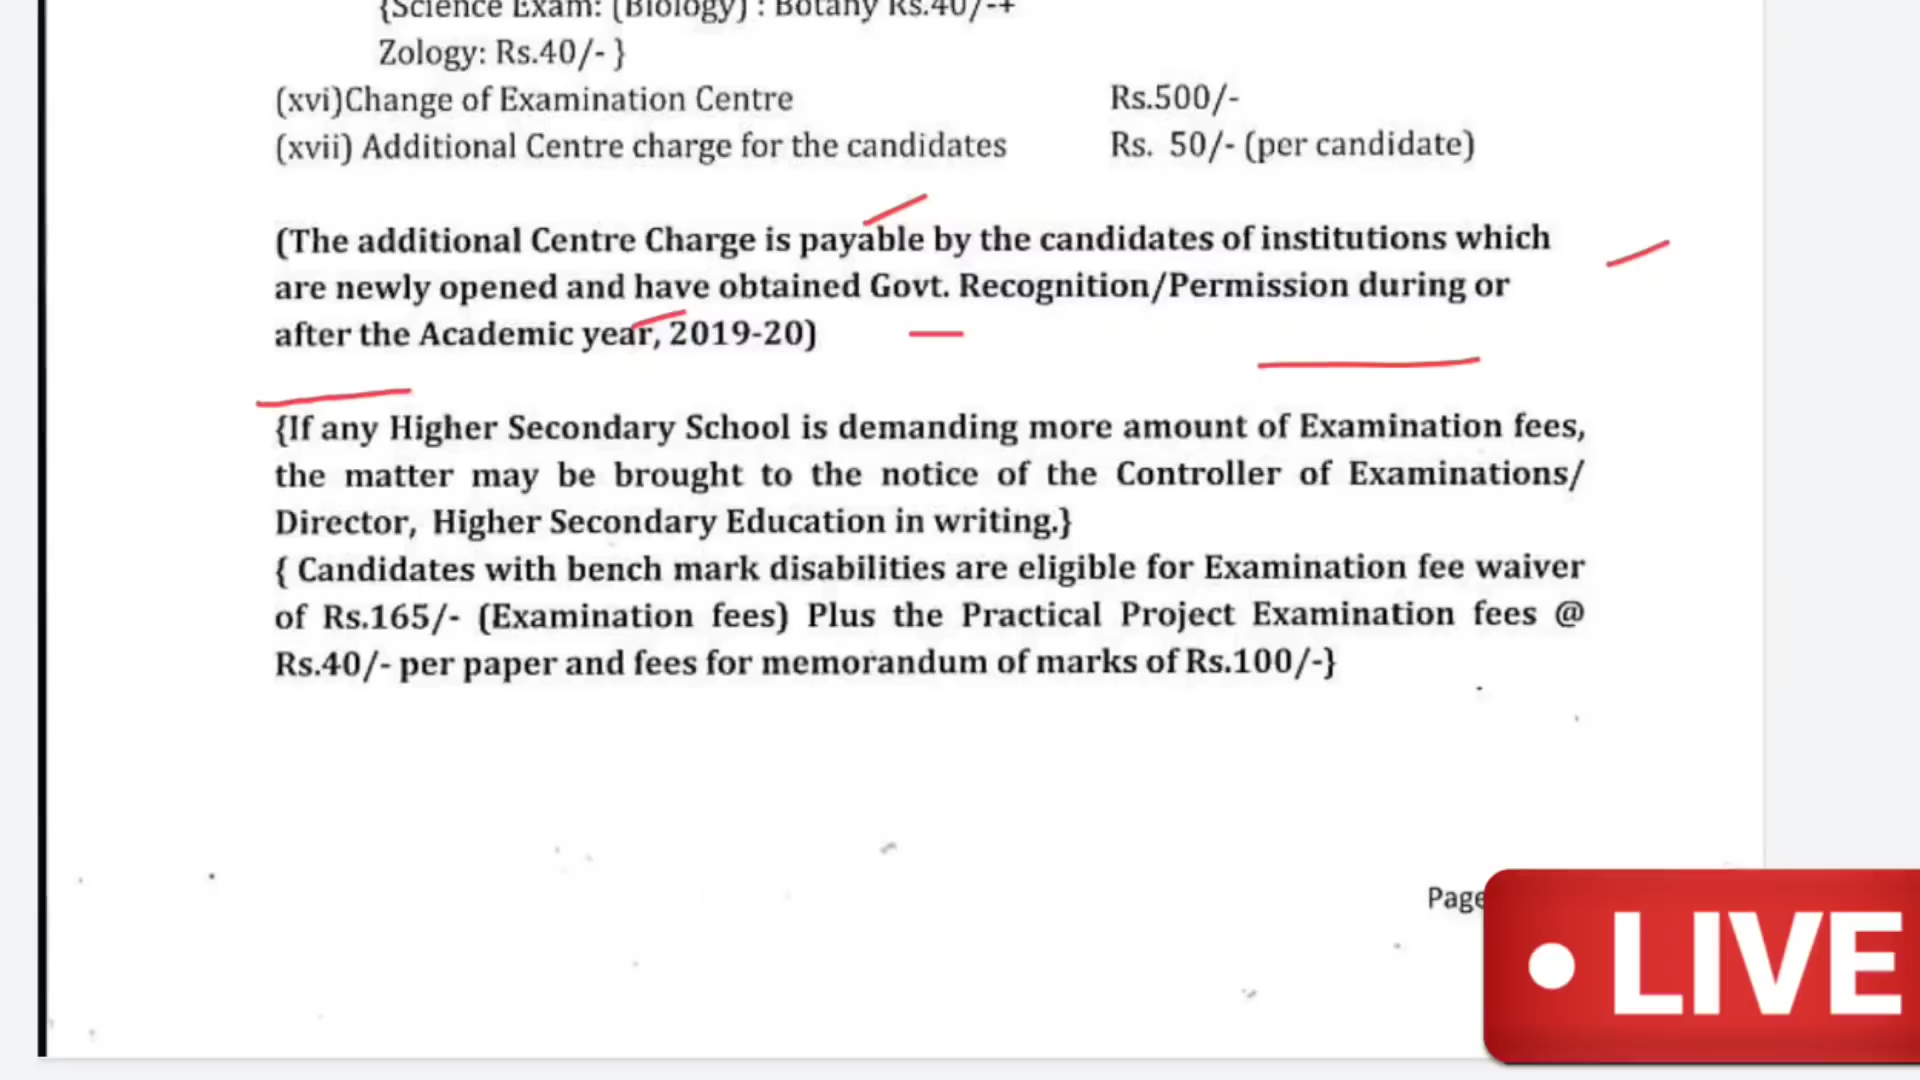 {Science Exam: (Biology) : Botany Rs.40/-+
Zology: Rs.40/- }
(xvi)Change of Examination Centre Rs.500/-
(xvii) Additional Centre charge for the candidates Rs. 50/- (per candidate)
(The additional Centre Charge is payable by the candidates of institutions which
are newly opened and have obtained Govt. Recognition/Permission during or
after the Academic year, 2019-20)
{If any Higher Secondary School is demanding more amount of Examination fees,
the matter may be brought to the notice of the Controller of Examinations/
Director, Higher Secondary Education in writing.}
{ Candidates with bench mark disabilities are eligible for Examination fee waiver
of Rs.165/- (Examination fees) Plus the Practical Project Examination fees @
Rs.40/- per paper and fees for memorandum of marks of Rs.100/-}
Page
LIVE